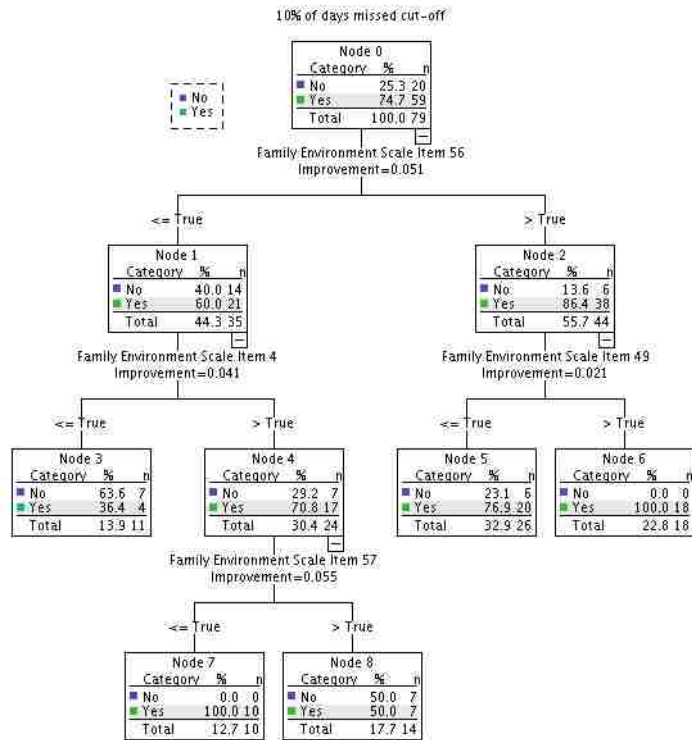 10% of days missed cut-off
No
Yes
Node 0
Category % n
No 25.3 20
Yes 74.7 59
Total 100.0 79
Family Environment Scale Item 56
Improvement=0.051
<= True
> True
Node 1
Category % n
No 40.0 14
Yes 60.0 21
Total 44.3 35
Node 2
Category % n
No 13.6 6
Yes 86.4 38
Total 55.7 44
Family Environment Scale Item 4
Improvement=0.041
Family Environment Scale Item 49
Improvement=0.021
<= True
> True
<= True
> True
Node 3
Category % n
No 63.6 7
Yes 36.4 4
Total 13.9 11
Node 4
Category % n
No 29.2 7
Yes 70.8 17
Total 30.4 24
Node 5
Category % n
No 23.1 6
Yes 76.9 20
Total 32.9 26
Node 6
Category % n
No 0.0 0
Yes 100.0 18
Total 22.8 18
Family Environment Scale Item 57
Improvement=0.055
<= True
> True
Node 7
Category % n
No 0.0 0
Yes 100.0 10
Total 12.7 10
Node 8
Category % n
No 50.0 7
Yes 50.0 7
Total 17.7 14